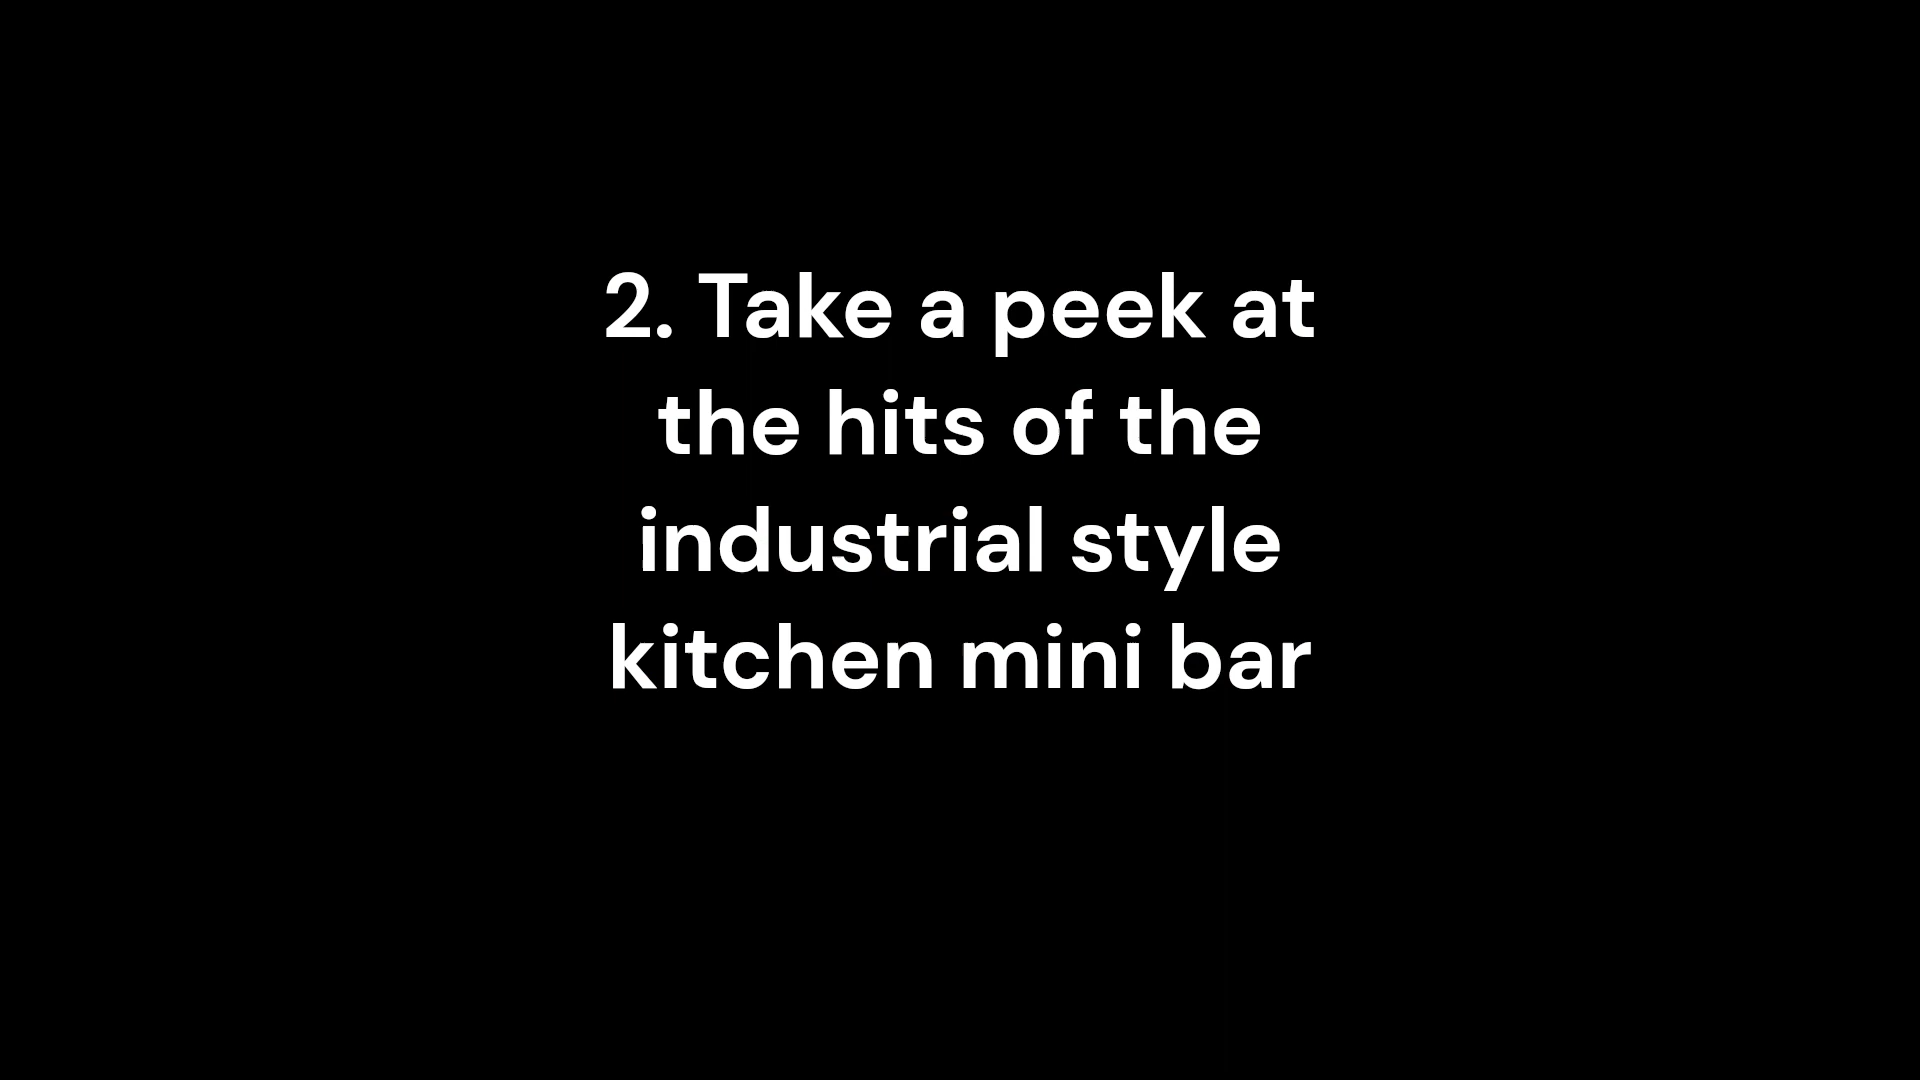 2. Take a peek at
the hits of the
industrial style
kitchen mini bar